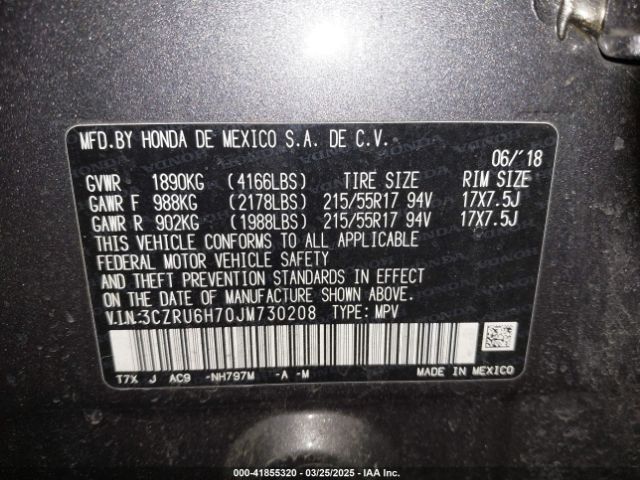 MFD.BY HONDA DE MEXICO S.A. DE C.V.
06/'18
GVWR 1890KG (4166LBS) TIRE SIZE RIM SIZE
GAWR F 988KG (2178LBS) 215/55R17 94V 17X7.5J
GAWR R 902KG (1988LBS) 215/55R17 94V 17X7.5J
THIS VEHICLE CONFORMS TO ALL APPLICABLE
FEDERAL MOTOR VEHICLE SAFETY
AND THEFT PREVENTION STANDARDS IN EFFECT
ON THE DATE OF MANUFACTURE SHOWN ABOVE.
V.I.N.:3CZRU6H70JM730208 TYPE: MPV
T7X J AC9 -NH797M -A -M MADE IN MEXICO
000-41855320 | 03/25/2025 | IAA Inc.